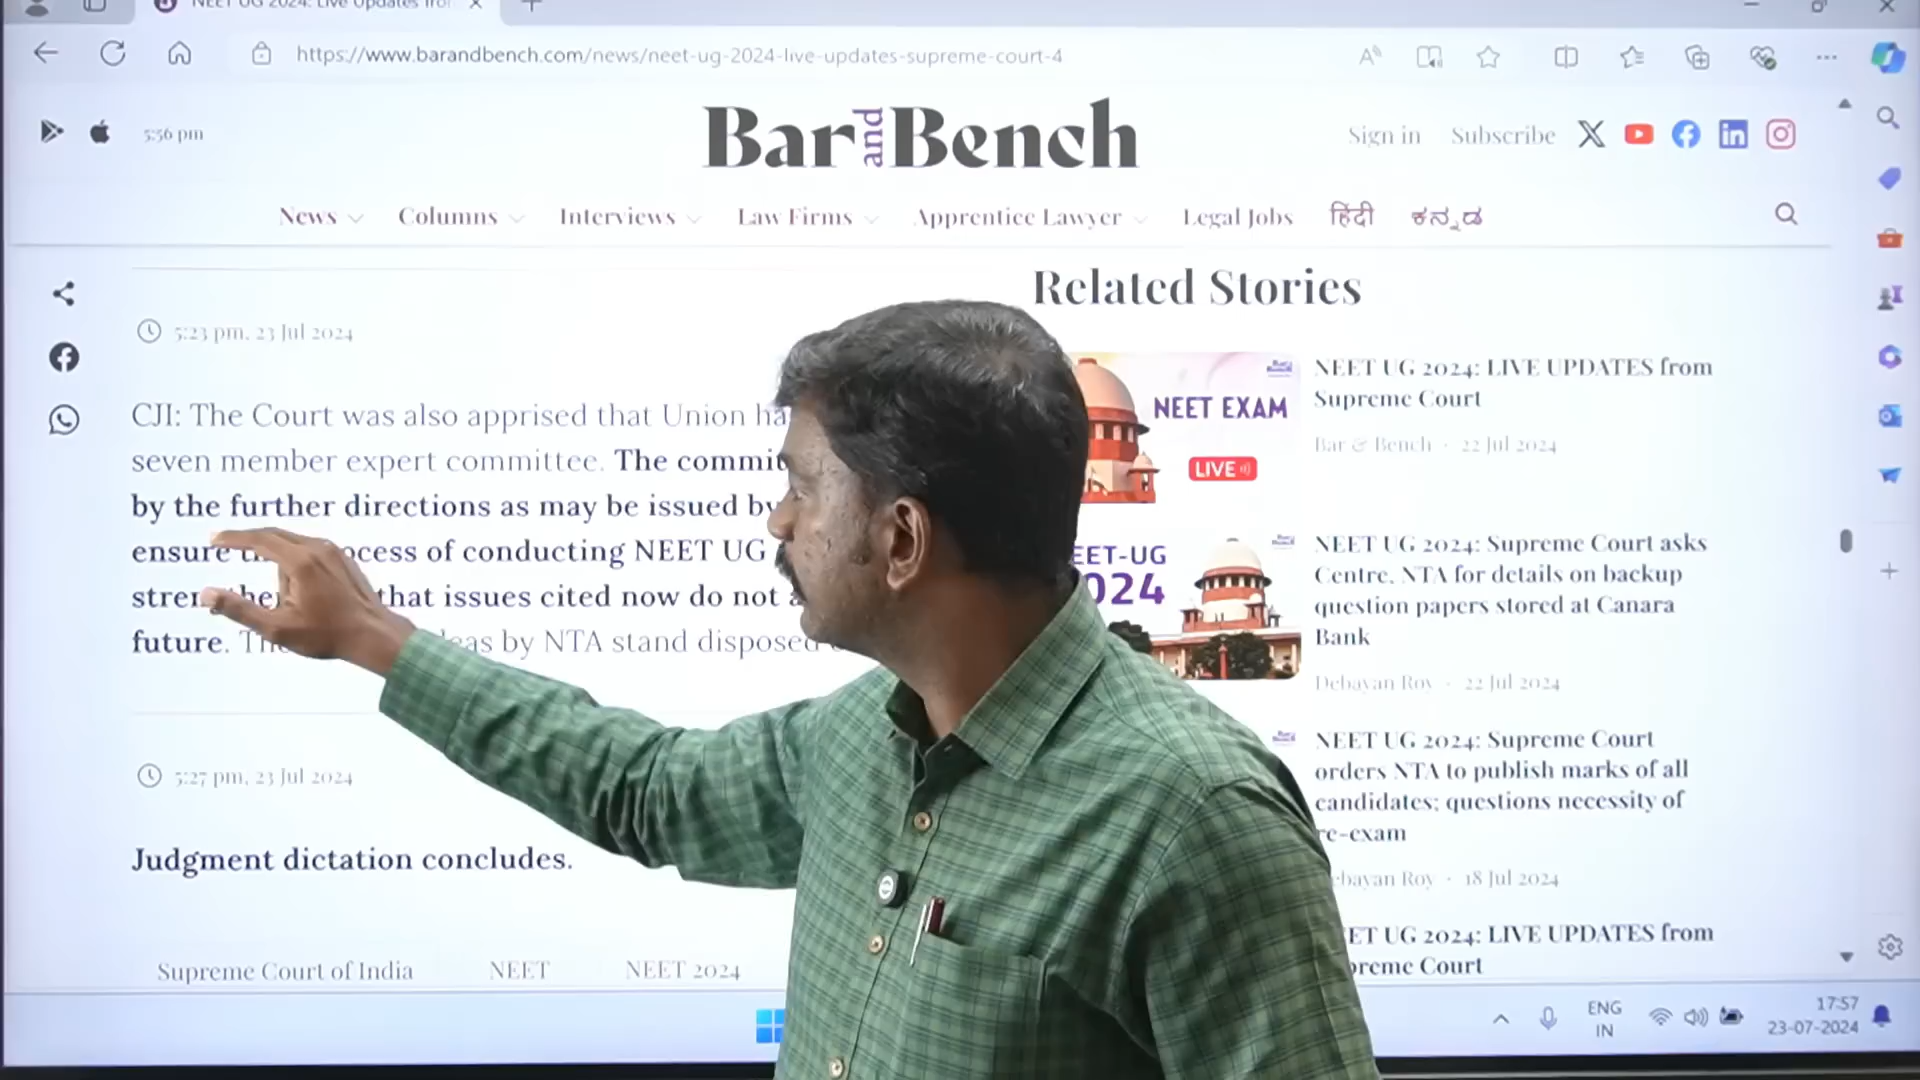 NEET UG 2024: Live Updates fro
https://www.barandbench.com/news/neet-ug-2024-live-updates-supreme-court-4
5:56 pm
Bar and Bench
Sign in Subscribe
News Columns Interviews Law Firms Apprentice Lawyer Legal Jobs हिंदी ಕನ್ನಡ
5:23 pm, 23 Jul 2024
CJI: The Court was also apprised that Union
seven member expert committee. The
by the further directions as may be issued by
ensure of conducting NEET UG
that issues cited now do not
future. by NTA stand disposed
5:27 pm, 23 Jul 2024
Judgment dictation concludes.
Supreme Court of India NEET NEET 2024
Related Stories
NEET EXAM
LIVE
NEET UG 2024: LIVE UPDATES from
Supreme Court
Bar & Bench · 22 Jul 2024
EET-UG
024
NEET UG 2024: Supreme Court asks
Centre, NTA for details on backup
question papers stored at Canara
Bank
Debayan Roy · 22 Jul 2024
NEET UG 2024: Supreme Court
orders NTA to publish marks of all
candidates; questions necessity of
re-exam
Debayan Roy · 18 Jul 2024
EET UG 2024: LIVE UPDATES from
preme Court
ENG
IN
17:57
23-07-2024